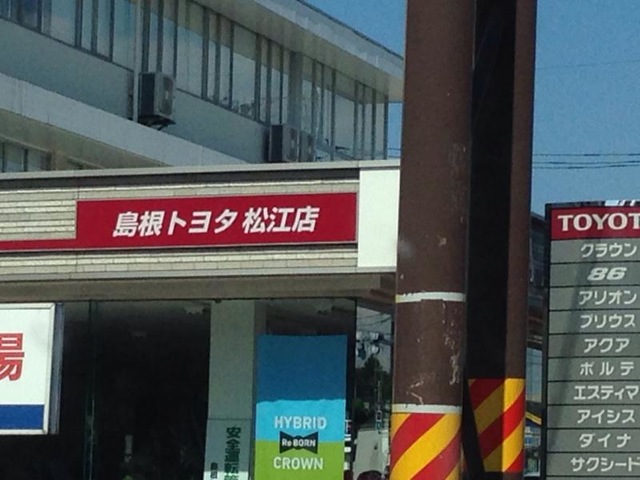 島根トヨタ 松江店
場
HYBRID
Re BORN
CROWN
安全運転
TOYOT
クラウン
86
アリオン
プリウス
アクア
ポルテ
エスティマ
アイシス
ダイナ
サクシード